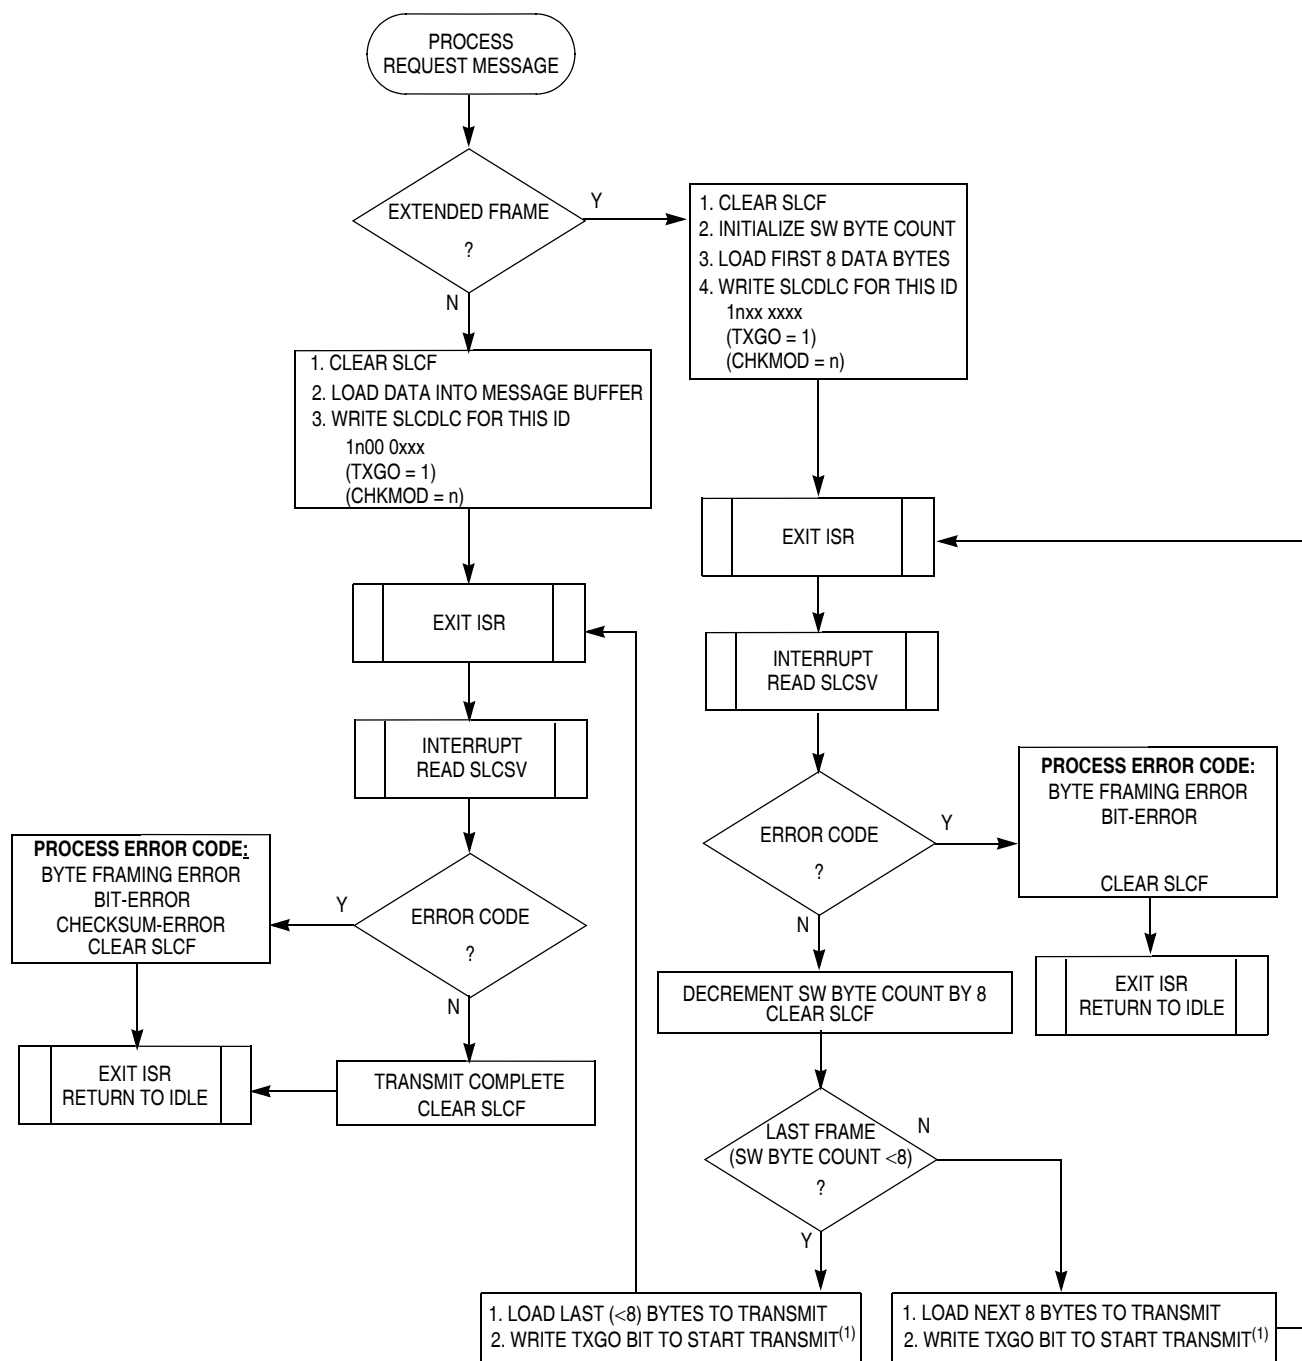 PROCESS
REQUEST MESSAGE
EXTENDED FRAME
?
Y
N
1. CLEAR SLCF
2. INITIALIZE SW BYTE COUNT
3. LOAD FIRST 8 DATA BYTES
4. WRITE SLCDLC FOR THIS ID
1nxx xxxx
(TXGO = 1)
(CHKMOD = n)
1. CLEAR SLCF
2. LOAD DATA INTO MESSAGE BUFFER
3. WRITE SLCDLC FOR THIS ID
1n00 0xxx
(TXGO = 1)
(CHKMOD = n)
EXIT ISR
EXIT ISR
INTERRUPT
READ SLCSV
INTERRUPT
READ SLCSV
ERROR CODE
?
Y
N
PROCESS ERROR CODE:
BYTE FRAMING ERROR
BIT-ERROR
CLEAR SLCF
PROCESS ERROR CODE:
BYTE FRAMING ERROR
BIT-ERROR
CHECKSUM-ERROR
CLEAR SLCF
Y
ERROR CODE
?
N
DECREMENT SW BYTE COUNT BY 8
CLEAR SLCF
EXIT ISR
RETURN TO IDLE
EXIT ISR
RETURN TO IDLE
TRANSMIT COMPLETE
CLEAR SLCF
LAST FRAME
(SW BYTE COUNT <8)
?
N
Y
1. LOAD LAST (<8) BYTES TO TRANSMIT
2. WRITE TXGO BIT TO START TRANSMIT(1)
1. LOAD NEXT 8 BYTES TO TRANSMIT
2. WRITE TXGO BIT TO START TRANSMIT(1)